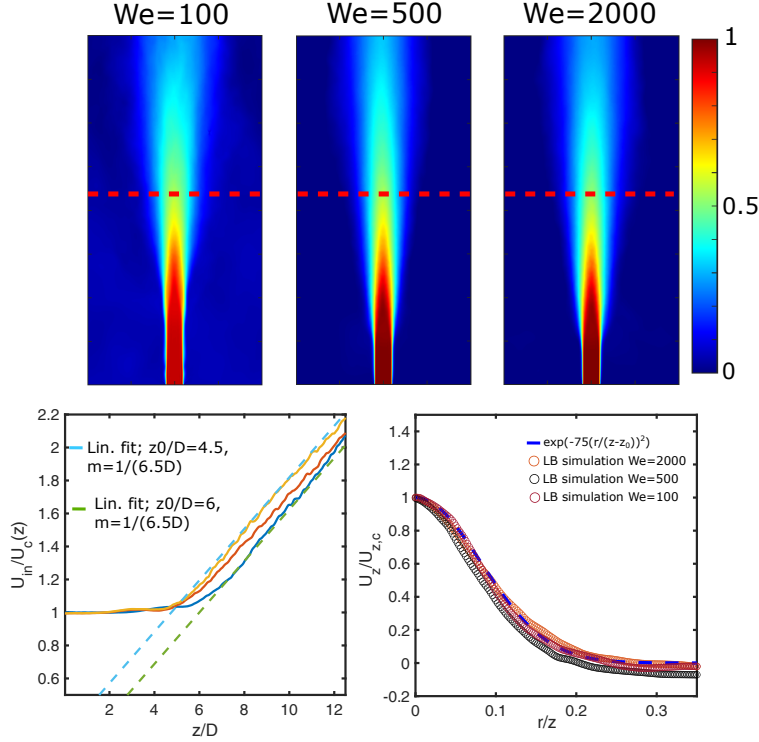 We=100 We=500 We=2000
1
0.5
0
2.2
2
1.8
1.6
1.4
1.2
1
0.8
0.6
U_in/U_c(z)
Lin. fit; z0/D=4.5,
m=1/(6.5D)
Lin. fit; z0/D=6,
m=1/(6.5D)
2 4 6 8 10 12
z/D
1.4
1.2
1
0.8
0.6
0.4
0.2
0
-0.2
U_z/U_z,c
exp(-75(r/(z-z₀))²)
LB simulation We=2000
LB simulation We=500
LB simulation We=100
0 0.1 0.2 0.3
r/z